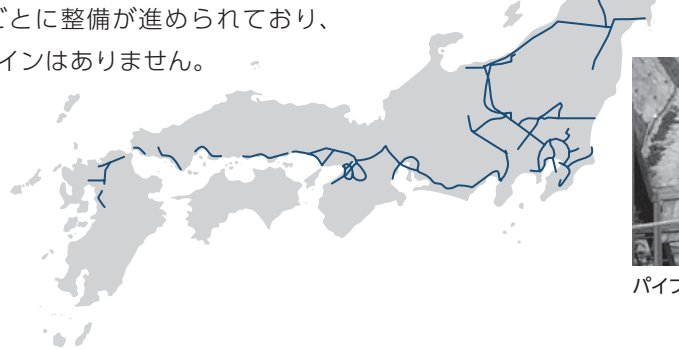 ごとに整備が進められており、
インはありません。
パイプ